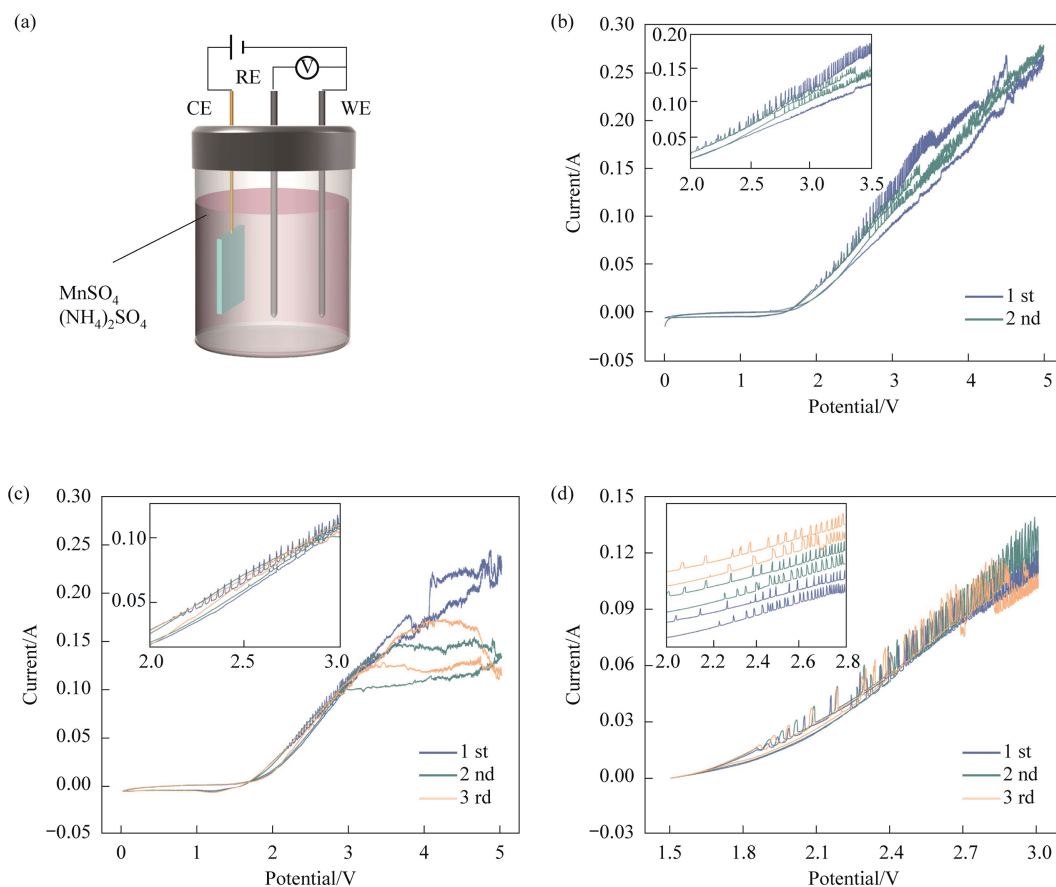 (a)
RE
V
CE
WE
MnSO₄
(NH₄)₂SO₄
(b)
0.30
0.25
0.20
0.15
0.10
0.05
0.00
−0.05
Current/A
0.20
0.15
0.10
0.05
2.0 2.5 3.0 3.5
1 st
2 nd
0 1 2 3 4 5
Potential/V
(c)
0.30
0.25
0.20
0.15
0.10
0.05
0.00
−0.05
Current/A
0.10
0.05
2.0 2.5 3.0
1 st
2 nd
3 rd
0 1 2 3 4 5
Potential/V
(d)
0.15
0.12
0.09
0.06
0.03
0.00
−0.03
Current/A
2.0 2.2 2.4 2.6 2.8
1 st
2 nd
3 rd
1.5 1.8 2.1 2.4 2.7 3.0
Potential/V